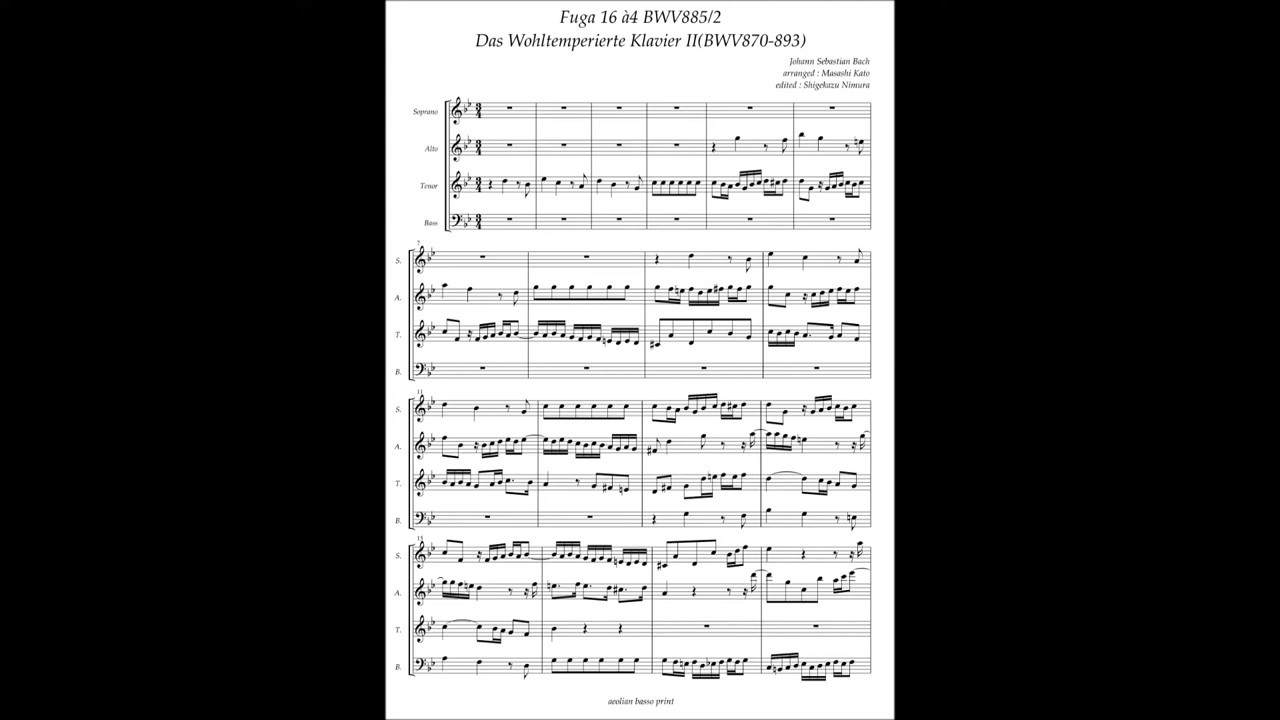 Fuga 16 à4 BWV885/2
Das Wohltemperierte Klavier II(BWV870-893)
Johann Sebastian Bach
arranged : Masashi Kato
edited : Shigekazu Nimura
Soprano
Alto
Tenor
Bass
7
S.
A.
T.
B.
11
S.
A.
T.
B.
15
S.
A.
T.
B.
aeolian basso print